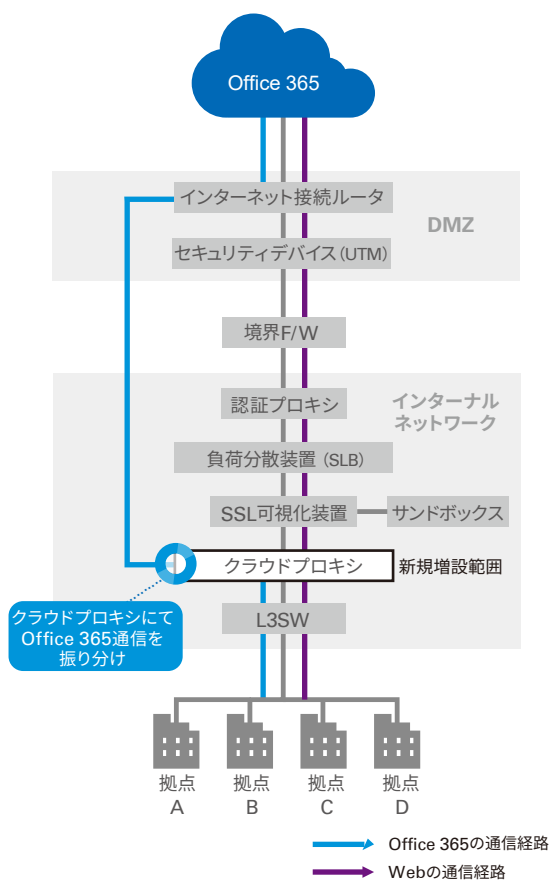 Office 365
インターネット接続ルータ
DMZ
セキュリティデバイス(UTM)
境界F/W
認証プロキシ
インターナル
ネットワーク
負荷分散装置 (SLB)
SSL可視化装置
サンドボックス
クラウドプロキシ
新規増設範囲
クラウドプロキシにて
Office 365通信を
振り分け
L3SW
拠点
A
拠点
B
拠点
C
拠点
D
Office 365の通信経路
Webの通信経路